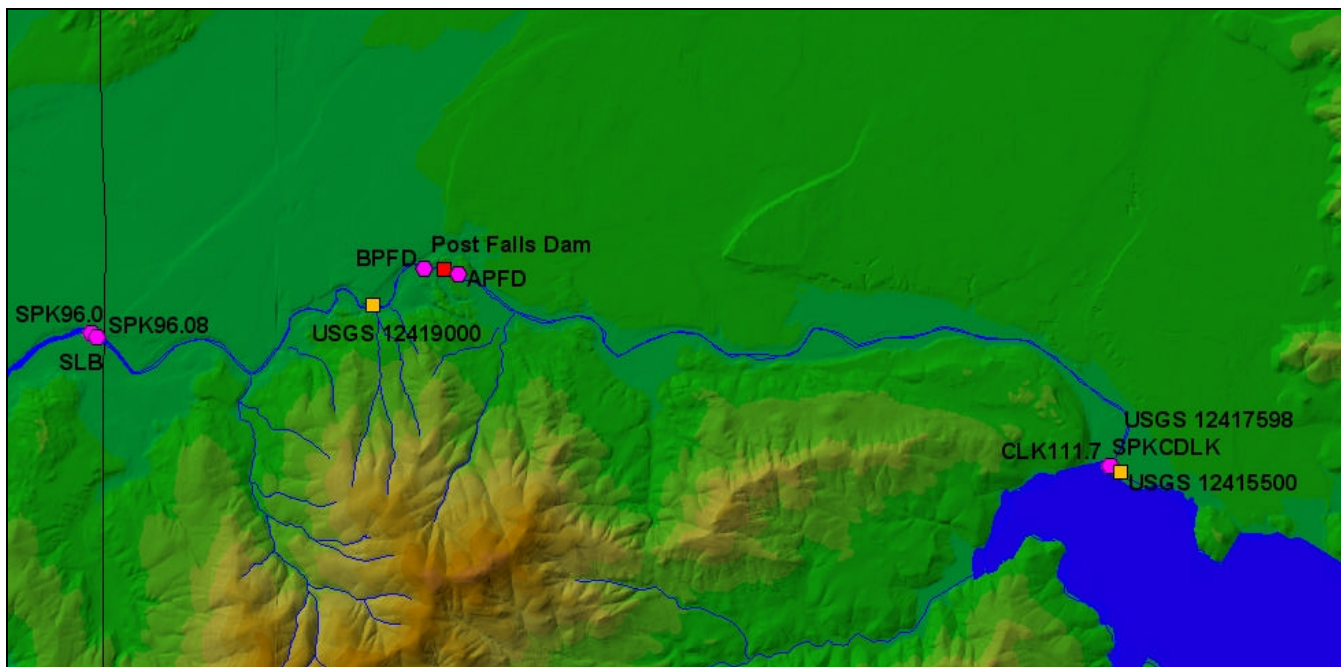 Post Falls Dam
BPFD
APFD
SPK96.0
SPK96.08
USGS 12419000
SLB
USGS 12417598
CLK111.7
SPKCDLK
USGS 12415500